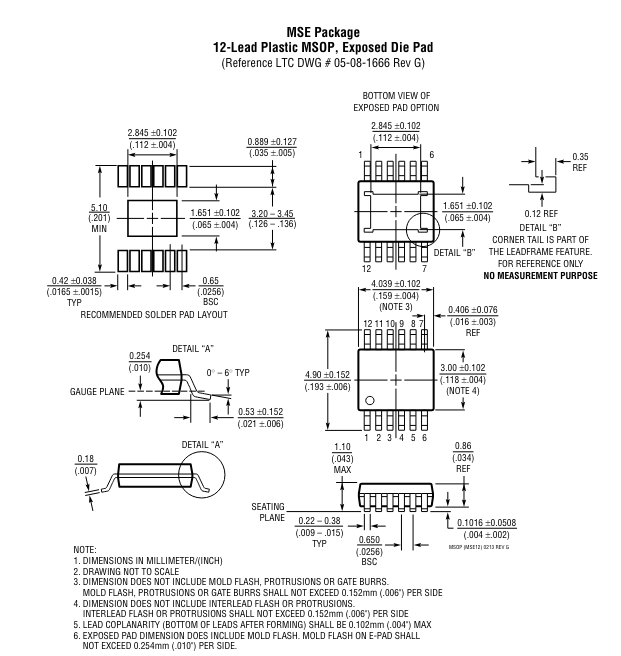 MSE Package
12-Lead Plastic MSOP, Exposed Die Pad
(Reference LTC DWG # 05-08-1666 Rev G)
BOTTOM VIEW OF
EXPOSED PAD OPTION
2.845 ±0.102
(.112 ±.004)
0.889 ±0.127
(.035 ±.005)
5.10
(.201)
MIN
1.651 ±0.102
(.065 ±.004)
3.20 – 3.45
(.126 – .136)
0.42 ±0.038
(.0165 ±.0015)
TYP
0.65
(.0256)
BSC
RECOMMENDED SOLDER PAD LAYOUT
2.845 ±0.102
(.112 ±.004)
1
6
1.651 ±0.102
(.065 ±.004)
12
7
DETAIL “B”
0.35
REF
0.12 REF
DETAIL “B”
CORNER TAIL IS PART OF
THE LEADFRAME FEATURE.
FOR REFERENCE ONLY
NO MEASUREMENT PURPOSE
4.039 ±0.102
(.159 ±.004)
(NOTE 3)
0.406 ±0.076
(.016 ±.003)
REF
12 11 10 9 8 7
4.90 ±0.152
(.193 ±.006)
3.00 ±0.102
(.118 ±.004)
(NOTE 4)
1 2 3 4 5 6
DETAIL “A”
0.254
(.010)
0° – 6° TYP
GAUGE PLANE
0.53 ±0.152
(.021 ±.006)
DETAIL “A”
0.18
(.007)
1.10
(.043)
MAX
0.86
(.034)
REF
SEATING
PLANE
0.22 – 0.38
(.009 – .015)
TYP
0.650
(.0256)
BSC
0.1016 ±0.0508
(.004 ±.002)
MSOP (MSE12) 0213 REV G
NOTE:
1. DIMENSIONS IN MILLIMETER/(INCH)
2. DRAWING NOT TO SCALE
3. DIMENSION DOES NOT INCLUDE MOLD FLASH, PROTRUSIONS OR GATE BURRS.
MOLD FLASH, PROTRUSIONS OR GATE BURRS SHALL NOT EXCEED 0.152mm (.006") PER SIDE
4. DIMENSION DOES NOT INCLUDE INTERLEAD FLASH OR PROTRUSIONS.
INTERLEAD FLASH OR PROTRUSIONS SHALL NOT EXCEED 0.152mm (.006") PER SIDE
5. LEAD COPLANARITY (BOTTOM OF LEADS AFTER FORMING) SHALL BE 0.102mm (.004") MAX
6. EXPOSED PAD DIMENSION DOES INCLUDE MOLD FLASH. MOLD FLASH ON E-PAD SHALL
NOT EXCEED 0.254mm (.010") PER SIDE.